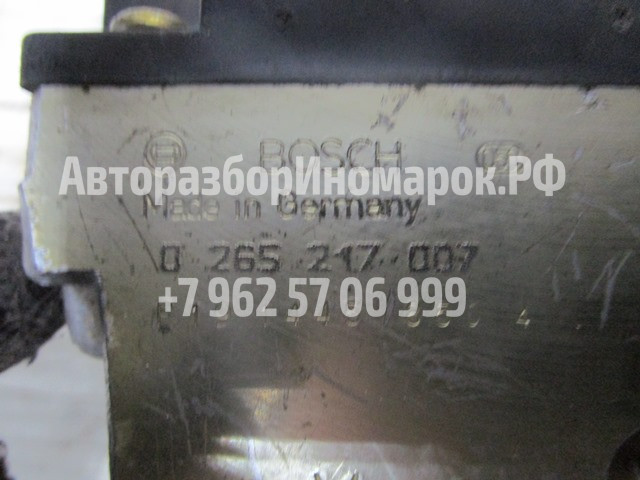 BOSCH
АвторазборИномарок.РФ
Made in Germany
0 265 217 007
+7 962 57 06 999